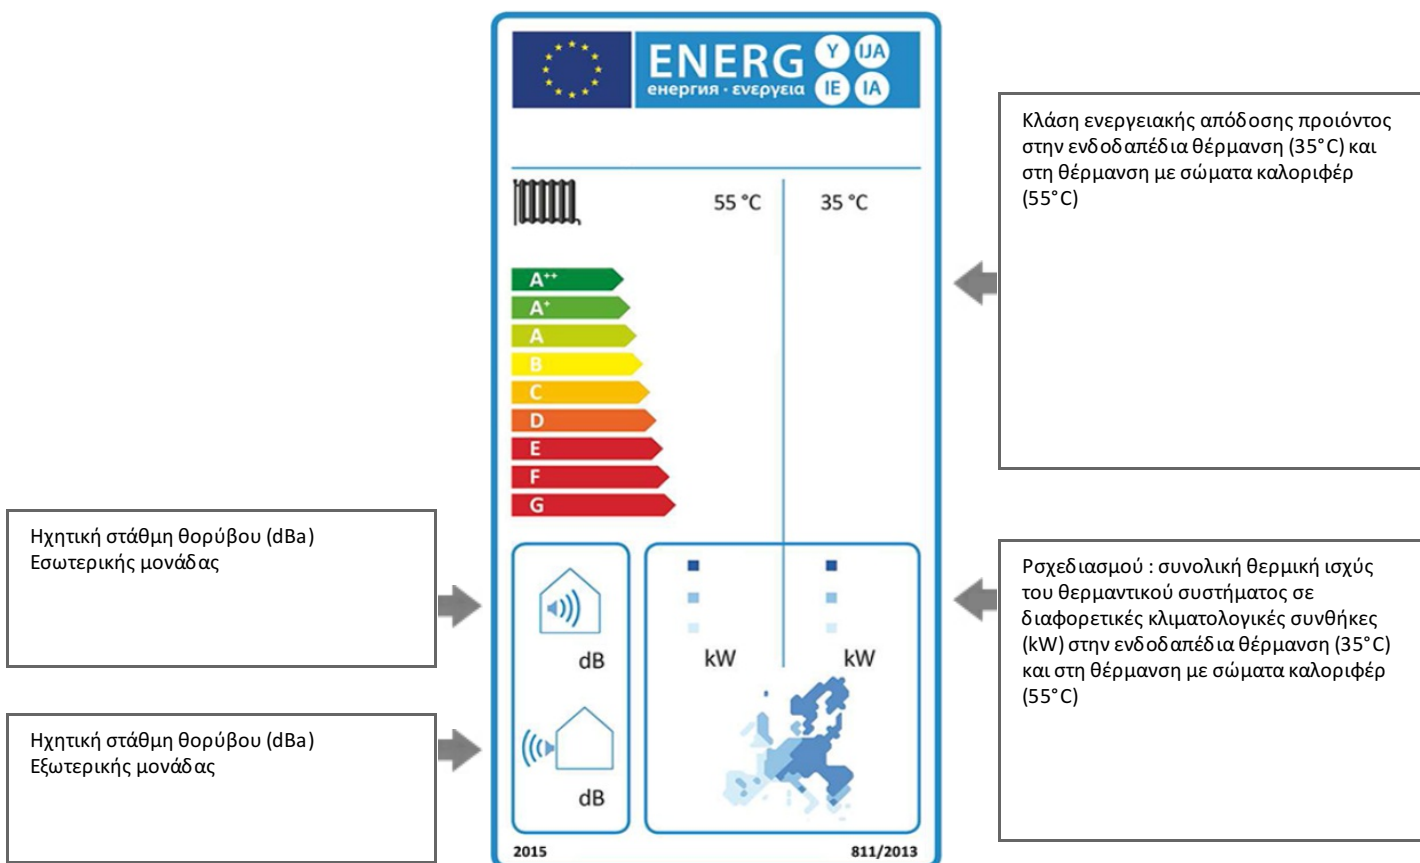 ENERG
енергия · ενεργεια
Y IJA
IE IA
55 °C 35 °C
A++
A+
A
B
C
D
E
F
G
dB
kW kW
dB
2015 811/2013
Κλάση ενεργειακής απόδοσης προιόντος
στην ενδοδαπέδια θέρμανση (35°C) και
στη θέρμανση με σώματα καλοριφέρ
(55°C)
Ηχητική στάθμη θορύβου (dBa)
Εσωτερικής μονάδας
Ρσχεδιασμού : συνολική θερμική ισχύς
του θερμαντικού συστήματος σε
διαφορετικές κλιματολογικές συνθήκες
(kW) στην ενδοδαπέδια θέρμανση (35°C)
και στη θέρμανση με σώματα καλοριφέρ
(55°C)
Ηχητική στάθμη θορύβου (dBa)
Εξωτερικής μονάδας